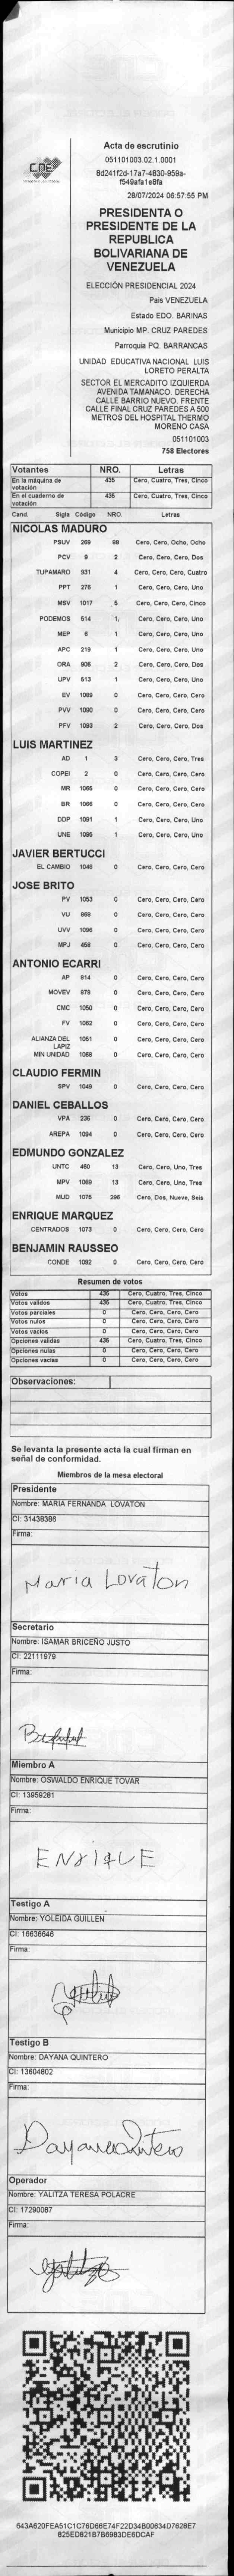 CNE
Acta de escrutinio
051101003.02.1.0001
8d241f2d-17a7-4830-959a-
f549afa1e8fa
28/07/2024 06:57:55 PM
PRESIDENTA O
PRESIDENTE DE LA
REPUBLICA
BOLIVARIANA DE
VENEZUELA
ELECCIÓN PRESIDENCIAL 2024
Pais VENEZUELA
Estado EDO. BARINAS
Municipio MP. CRUZ PAREDES
Parroquia PQ. BARRANCAS
UNIDAD EDUCATIVA NACIONAL LUIS
LORETO PERALTA
SECTOR EL MERCADITO IZQUIERDA
AVENIDA TAMANACO. DERECHA
CALLE BARRIO NUEVO. FRENTE
CALLE FINAL CRUZ PAREDES A 500
METROS DEL HOSPITAL THERMO
MORENO CASA
051101003
758 Electores
Votantes NRO. Letras
En la máquina de votación 435 Cero, Cuatro, Tres, Cinco
En el cuaderno de votación 435 Cero, Cuatro, Tres, Cinco
Cand. Sigla Código NRO. Letras
NICOLAS MADURO
PSUV 269 88 Cero, Cero, Ocho, Ocho
PCV 9 2 Cero, Cero, Cero, Dos
TUPAMARO 931 4 Cero, Cero, Cero, Cuatro
PPT 276 1 Cero, Cero, Cero, Uno
MSV 1017 5 Cero, Cero, Cero, Cinco
PODEMOS 514 1 Cero, Cero, Cero, Uno
MEP 6 1 Cero, Cero, Cero, Uno
APC 219 1 Cero, Cero, Cero, Uno
ORA 906 2 Cero, Cero, Cero, Dos
UPV 513 1 Cero, Cero, Cero, Uno
EV 1089 0 Cero, Cero, Cero, Cero
PVV 1090 0 Cero, Cero, Cero, Cero
PFV 1093 2 Cero, Cero, Cero, Dos
LUIS MARTINEZ
AD 1 3 Cero, Cero, Cero, Tres
COPEI 2 0 Cero, Cero, Cero, Cero
MR 1065 0 Cero, Cero, Cero, Cero
BR 1066 0 Cero, Cero, Cero, Cero
DDP 1091 1 Cero, Cero, Cero, Uno
UNE 1095 1 Cero, Cero, Cero, Uno
JAVIER BERTUCCI
EL CAMBIO 1048 0 Cero, Cero, Cero, Cero
JOSE BRITO
PV 1053 0 Cero, Cero, Cero, Cero
VU 869 0 Cero, Cero, Cero, Cero
UVV 1096 0 Cero, Cero, Cero, Cero
MPJ 458 0 Cero, Cero, Cero, Cero
ANTONIO ECARRI
AP 814 0 Cero, Cero, Cero, Cero
MOVEV 878 0 Cero, Cero, Cero, Cero
CMC 1050 0 Cero, Cero, Cero, Cero
FV 1062 0 Cero, Cero, Cero, Cero
ALIANZA DEL LAPIZ 1051 0 Cero, Cero, Cero, Cero
MIN UNIDAD 1068 0 Cero, Cero, Cero, Cero
CLAUDIO FERMIN
SPV 1049 0 Cero, Cero, Cero, Cero
DANIEL CEBALLOS
VPA 236 0 Cero, Cero, Cero, Cero
AREPA 1094 0 Cero, Cero, Cero, Cero
EDMUNDO GONZALEZ
UNTC 460 13 Cero, Cero, Uno, Tres
MPV 1069 13 Cero, Cero, Uno, Tres
MUD 1075 296 Cero, Dos, Nueve, Seis
ENRIQUE MARQUEZ
CENTRADOS 1073 0 Cero, Cero, Cero, Cero
BENJAMIN RAUSSEO
CONDE 1092 0 Cero, Cero, Cero, Cero
Resumen de votos
Votos 435 Cero, Cuatro, Tres, Cinco
Votos validos 435 Cero, Cuatro, Tres, Cinco
Votos parciales 0 Cero, Cero, Cero, Cero
Votos nulos 0 Cero, Cero, Cero, Cero
Votos vacios 0 Cero, Cero, Cero, Cero
Opciones validas 435 Cero, Cuatro, Tres, Cinco
Opciones nulas 0 Cero, Cero, Cero, Cero
Opciones vacias 0 Cero, Cero, Cero, Cero
Observaciones:
Se levanta la presente acta la cual firman en
señal de conformidad.
Miembros de la mesa electoral
Presidente
Nombre: MARIA FERNANDA LOVATON
CI: 31438386
Firma:
Maria Lovaton
Secretario
Nombre: ISAMAR BRICEÑO JUSTO
CI: 22111979
Firma:
Miembro A
Nombre: OSWALDO ENRIQUE TOVAR
CI: 13959281
Firma:
ENRIQUE
Testigo A
Nombre: YOLEIDA QUILLEN
CI: 16636646
Firma:
Testigo B
Nombre: DAYANA QUINTERO
CI: 13604802
Firma:
Dayana Quintero
Operador
Nombre: YALITZA TERESA POLACRE
CI: 17290087
Firma:
643A620FEA51C1C76D66E74F22D34B00634D7628E7
825ED821B7B6983DE6DCAF